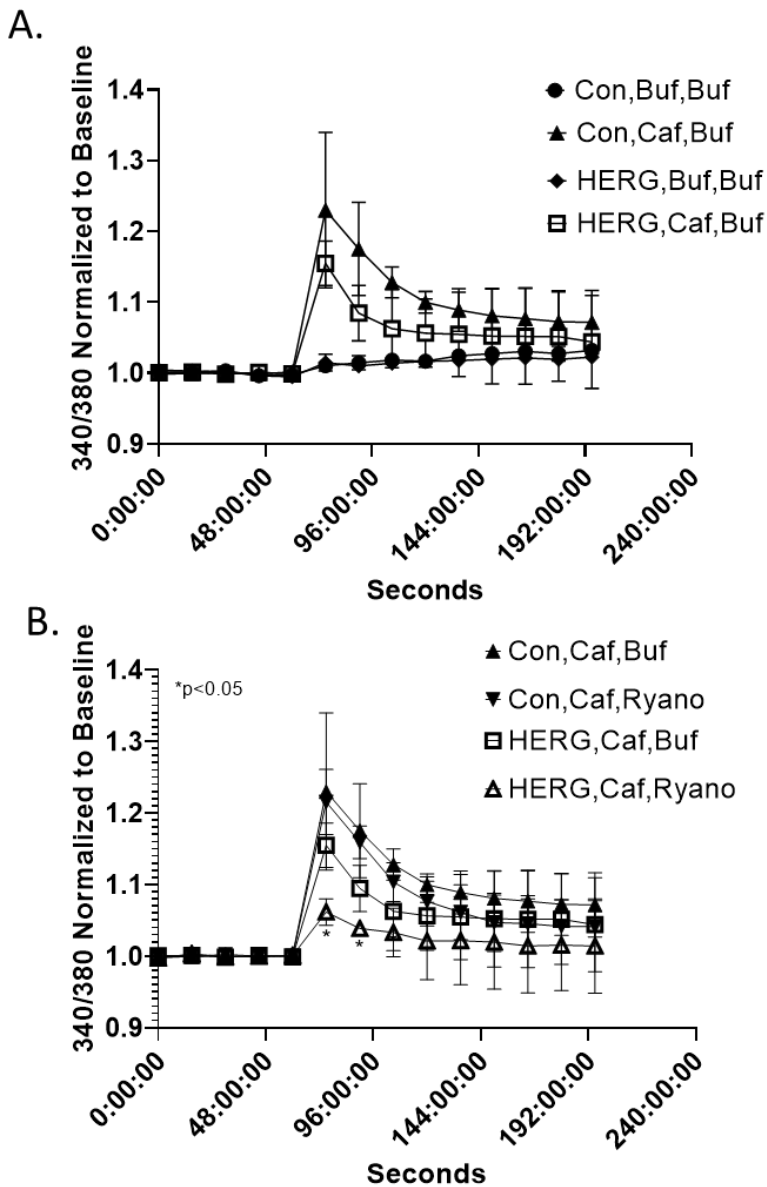 A.
340/380 Normalized to Baseline
1.4
1.3
1.2
1.1
1.0
0.9
Con,Buf,Buf
Con,Caf,Buf
HERG,Buf,Buf
HERG,Caf,Buf
0:00:00
48:00:00
96:00:00
144:00:00
192:00:00
240:00:00
Seconds
B.
340/380 Normalized to Baseline
1.4
1.3
1.2
1.1
1.0
0.9
*p<0.05
Con,Caf,Buf
Con,Caf,Ryano
HERG,Caf,Buf
HERG,Caf,Ryano
*
*
0:00:00
48:00:00
96:00:00
144:00:00
192:00:00
240:00:00
Seconds